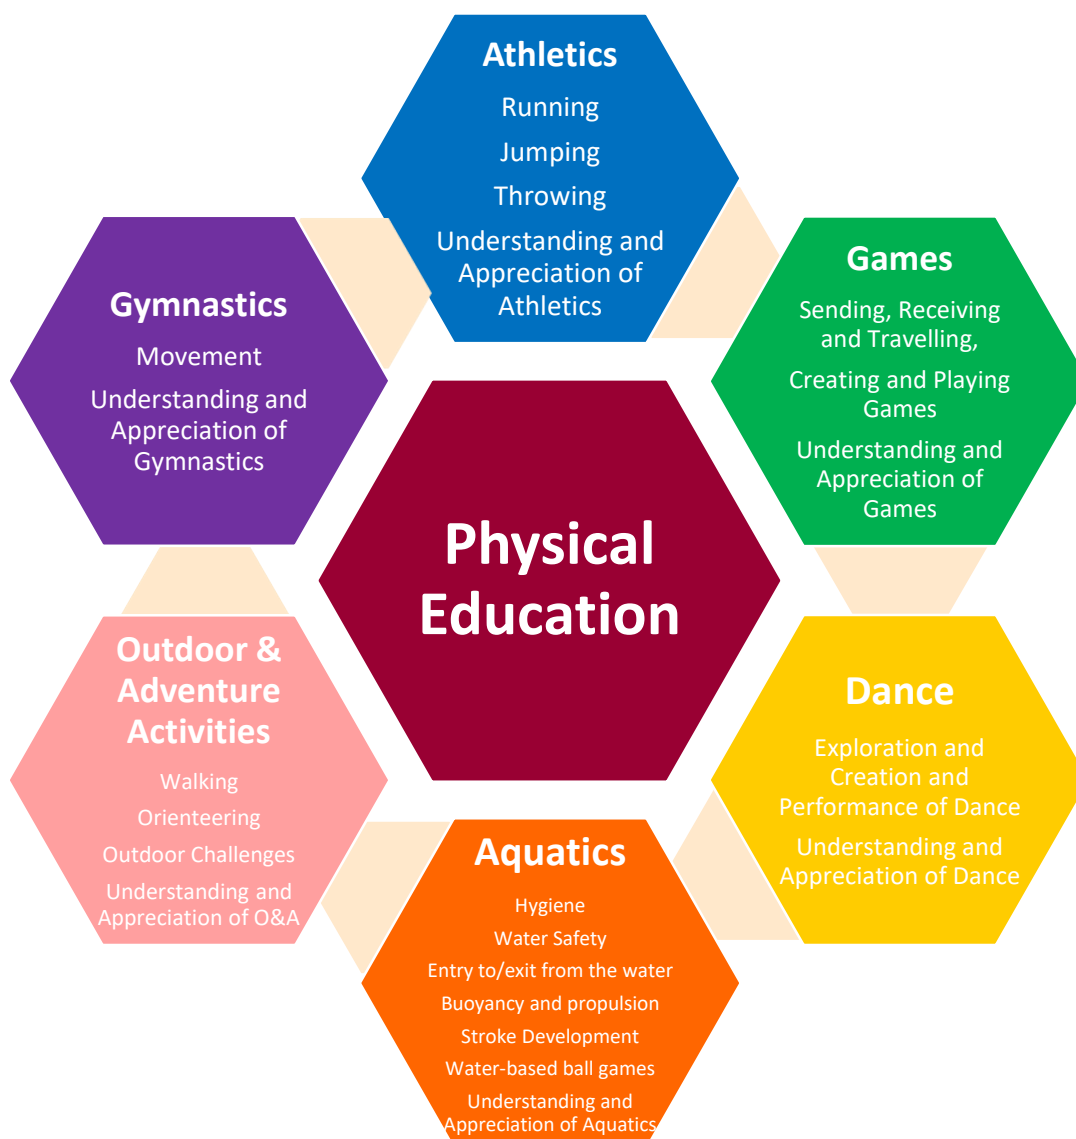 Athletics
Running
Jumping
Throwing
Understanding and
Appreciation of
Athletics
Games
Sending, Receiving
and Travelling,
Creating and Playing
Games
Understanding and
Appreciation of
Games
Dance
Exploration and
Creation and
Performance of Dance
Understanding and
Appreciation of Dance
Aquatics
Hygiene
Water Safety
Entry to/exit from the water
Buoyancy and propulsion
Stroke Development
Water-based ball games
Understanding and
Appreciation of Aquatics
Outdoor &
Adventure
Activities
Walking
Orienteering
Outdoor Challenges
Understanding and
Appreciation of O&A
Gymnastics
Movement
Understanding and
Appreciation of
Gymnastics
Physical
Education